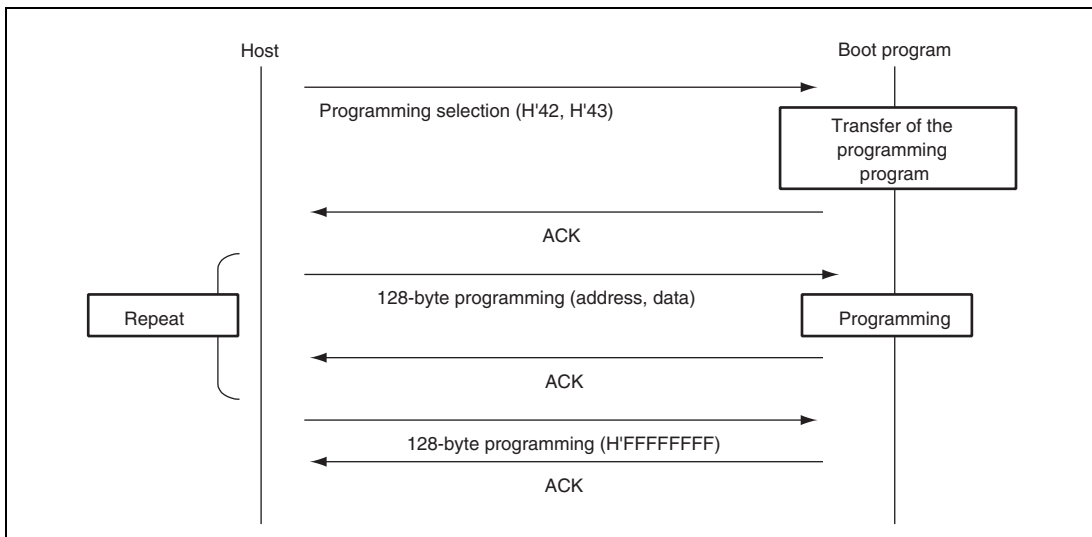 Host
Boot program
Programming selection (H'42, H'43)
Transfer of the
programming
program
ACK
128-byte programming (address, data)
Repeat
Programming
ACK
128-byte programming (H'FFFFFFFF)
ACK